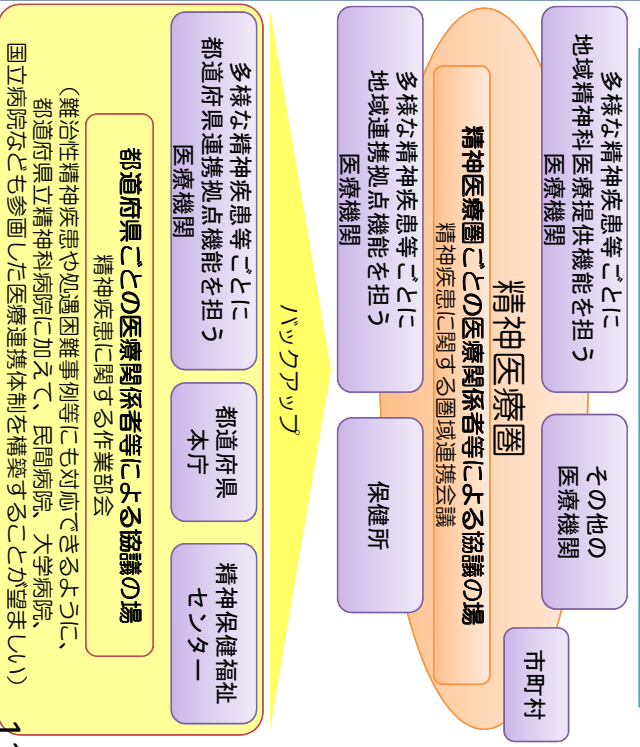 多様な精神疾患等ごとに
地域精神科医療提供機能を担う
医療機関
その他の
医療機関
市町村
精神医療圏
精神医療圏ごとの医療関係者等による協議の場
精神疾患に関する圏域連携会議
多様な精神疾患等ごとに
地域連携拠点機能を担う
医療機関
保健所
バックアップ
多様な精神疾患等ごとに
都道府県連携拠点機能を担う
医療機関
都道府県
本庁
精神保健福祉
センター
都道府県ごとの医療関係者等による協議の場
精神疾患に関する作業部会
（難治性精神疾患や処遇困難事例等にも対応できるように、
都道府県立精神科病院に加えて、民間病院、大学病院、
国立病院なども参画した医療連携体制を構築することが望ましい）